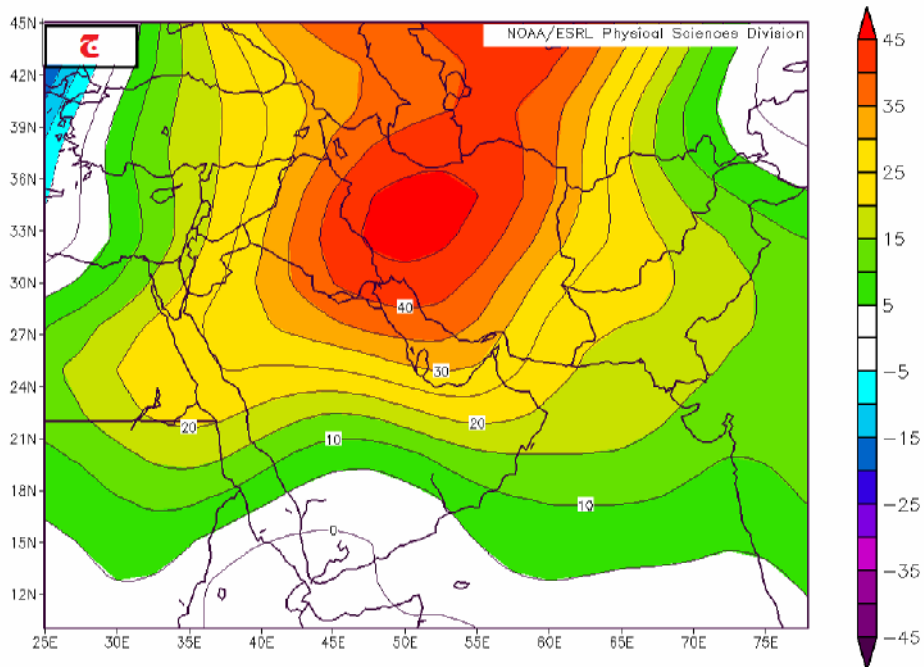 ج
NOAA/ESRL Physical Sciences Division
45N
42N
39N
36N
33N
30N
27N
24N
21N
18N
15N
12N
40
30
20
20
10
10
0
25E
30E
35E
40E
45E
50E
55E
60E
65E
70E
75E
45
35
25
15
5
-5
-15
-25
-35
-45